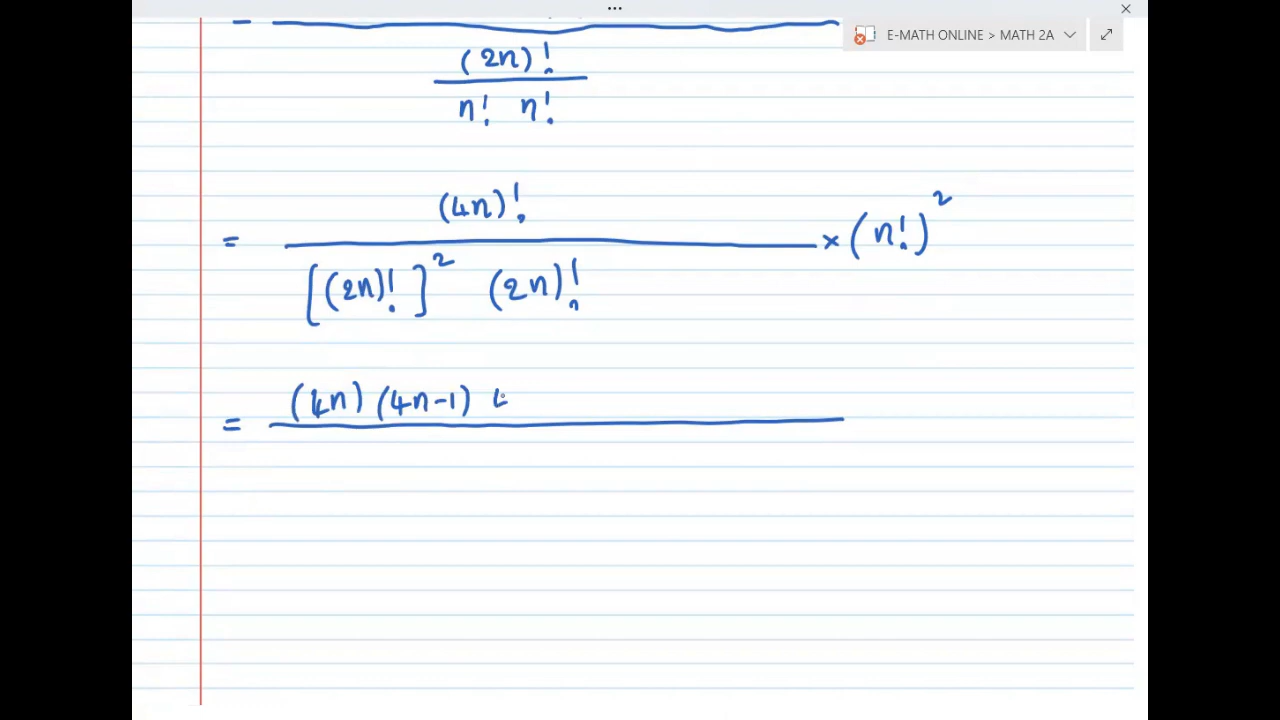 ...
E-MATH ONLINE > MATH 2A
=
(2n)!
n! n!
(4n)!
= × (n!)²
[(2n)!]² (2n)!
(4n) (4n-1)
=